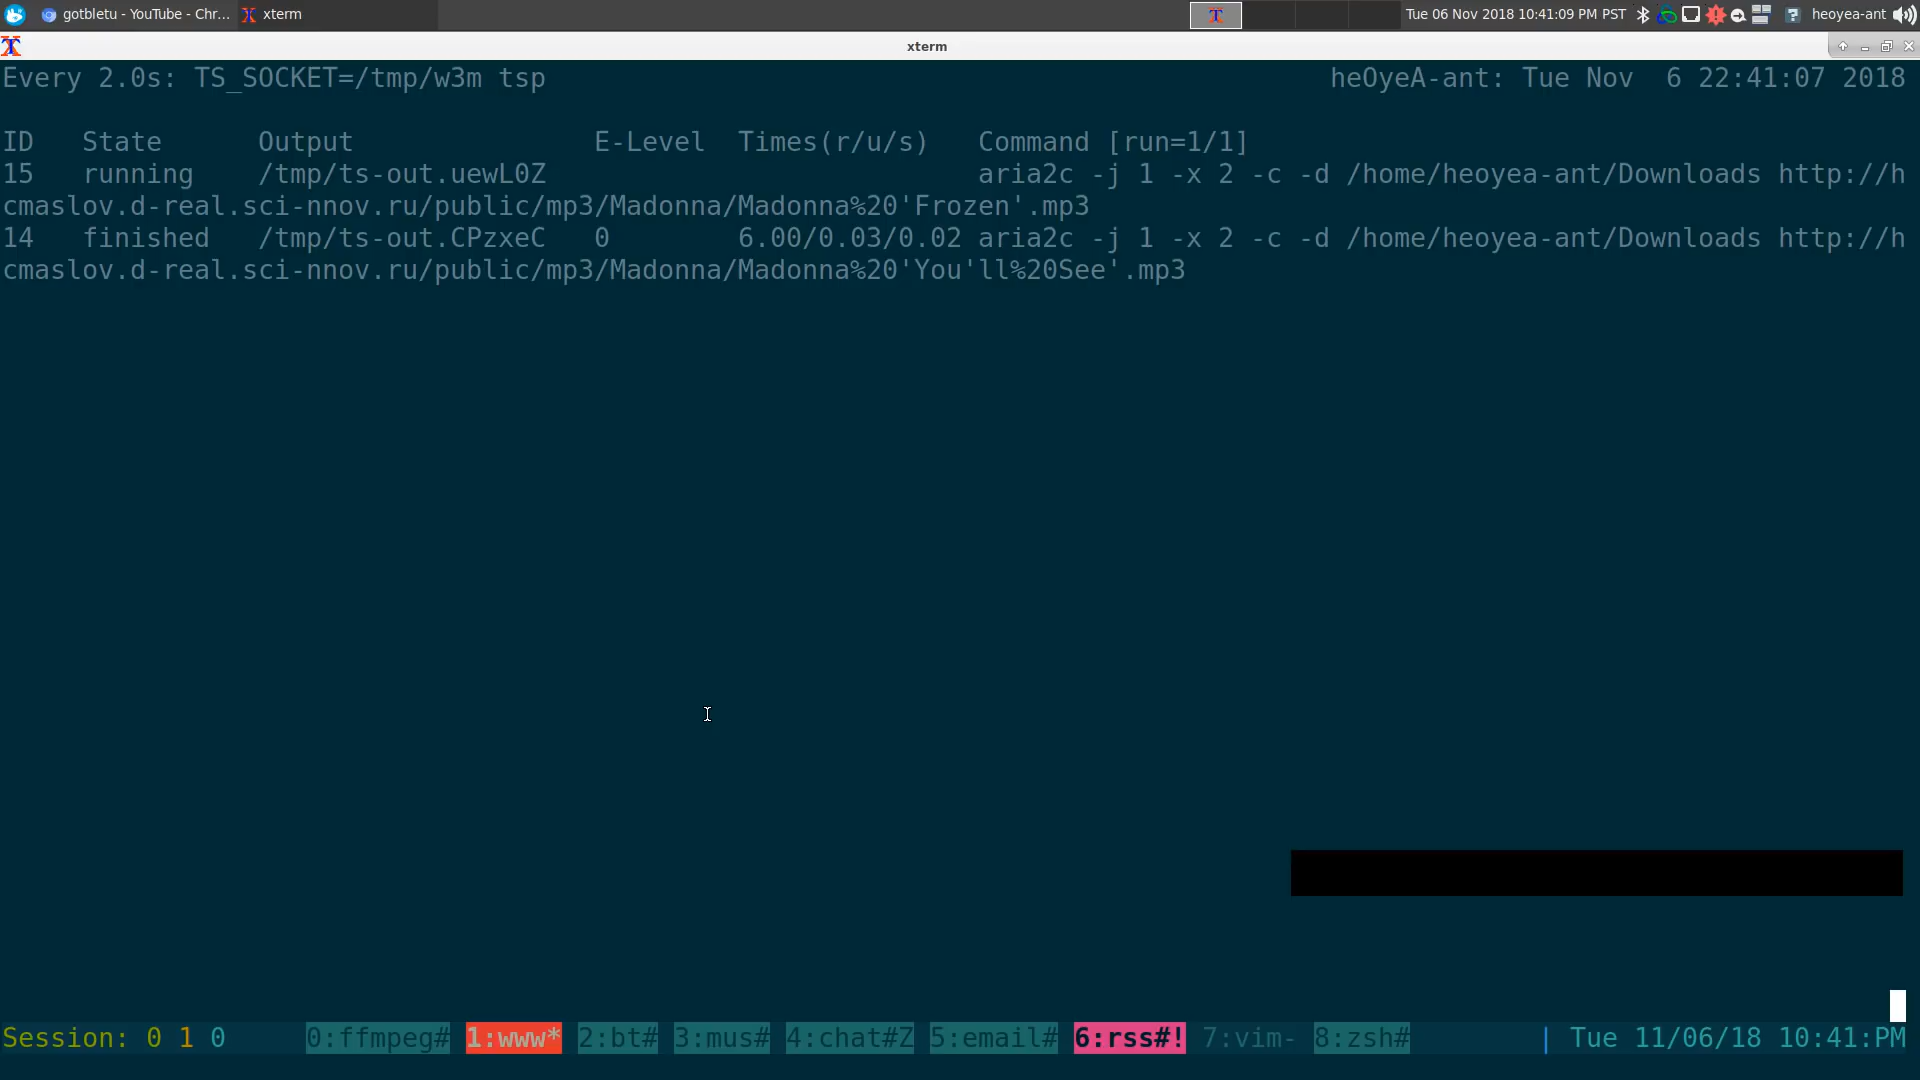 gotbletu - YouTube - Chr... xterm Tue 06 Nov 2018 10:41:09 PM PST heoyea-ant
xterm
Every 2.0s: TS_SOCKET=/tmp/w3m tsp heOyeA-ant: Tue Nov  6 22:41:07 2018
ID State Output E-Level Times(r/u/s) Command [run=1/1]
15 running /tmp/ts-out.uewL0Z aria2c -j 1 -x 2 -c -d /home/heoyea-ant/Downloads http://h
cmaslov.d-real.sci-nnov.ru/public/mp3/Madonna/Madonna%20'Frozen'.mp3
14 finished /tmp/ts-out.CPzxeC 0 6.00/0.03/0.02 aria2c -j 1 -x 2 -c -d /home/heoyea-ant/Downloads http://h
cmaslov.d-real.sci-nnov.ru/public/mp3/Madonna/Madonna%20'You'll%20See'.mp3
Session: 0 1 0 0:ffmpeg# 1:www* 2:bt# 3:mus# 4:chat#Z 5:email# 6:rss#! 7:vim- 8:zsh# | Tue 11/06/18 10:41:PM